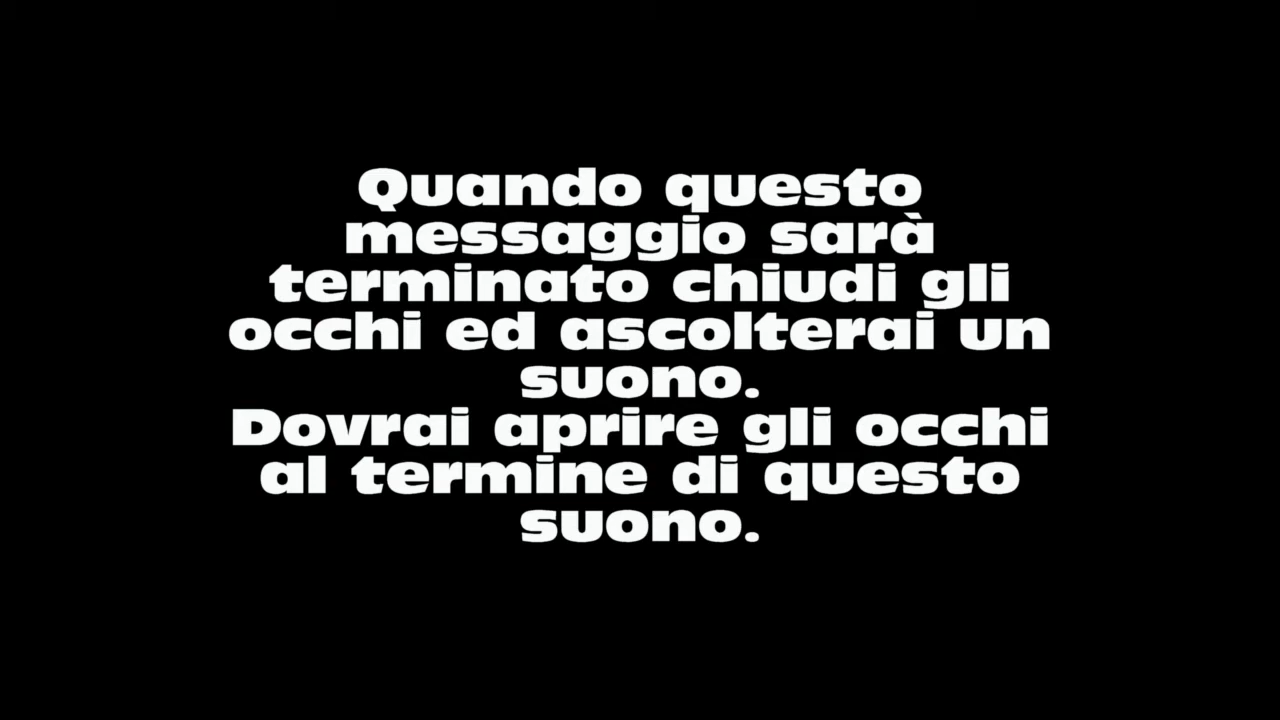 Quando questo
messaggio sarà
terminato chiudi gli
occhi ed ascolterai un
suono.
Dovrai aprire gli occhi
al termine di questo
suono.